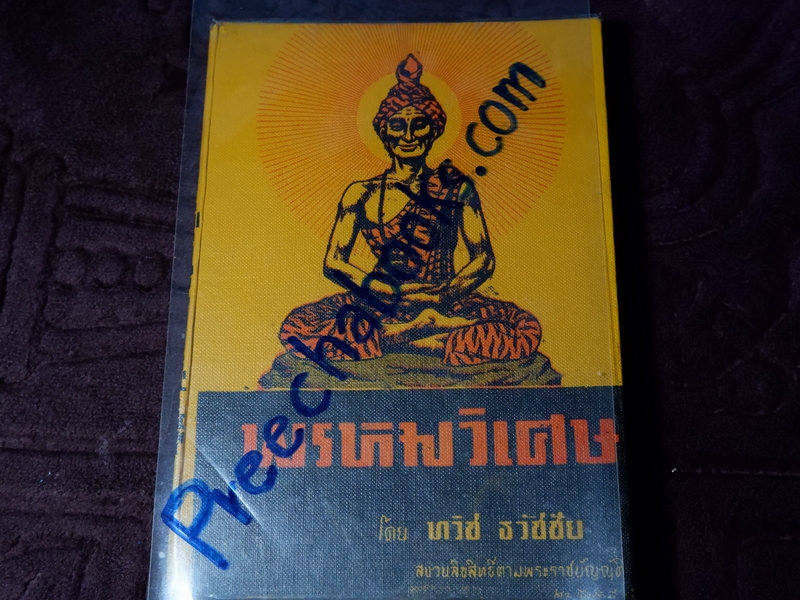 Preechabooks.com
พรหมวิเศษ
โดย ทวิช ธวัชชัย
สงวนลิขสิทธิ์ตามพระราชบัญญัติ